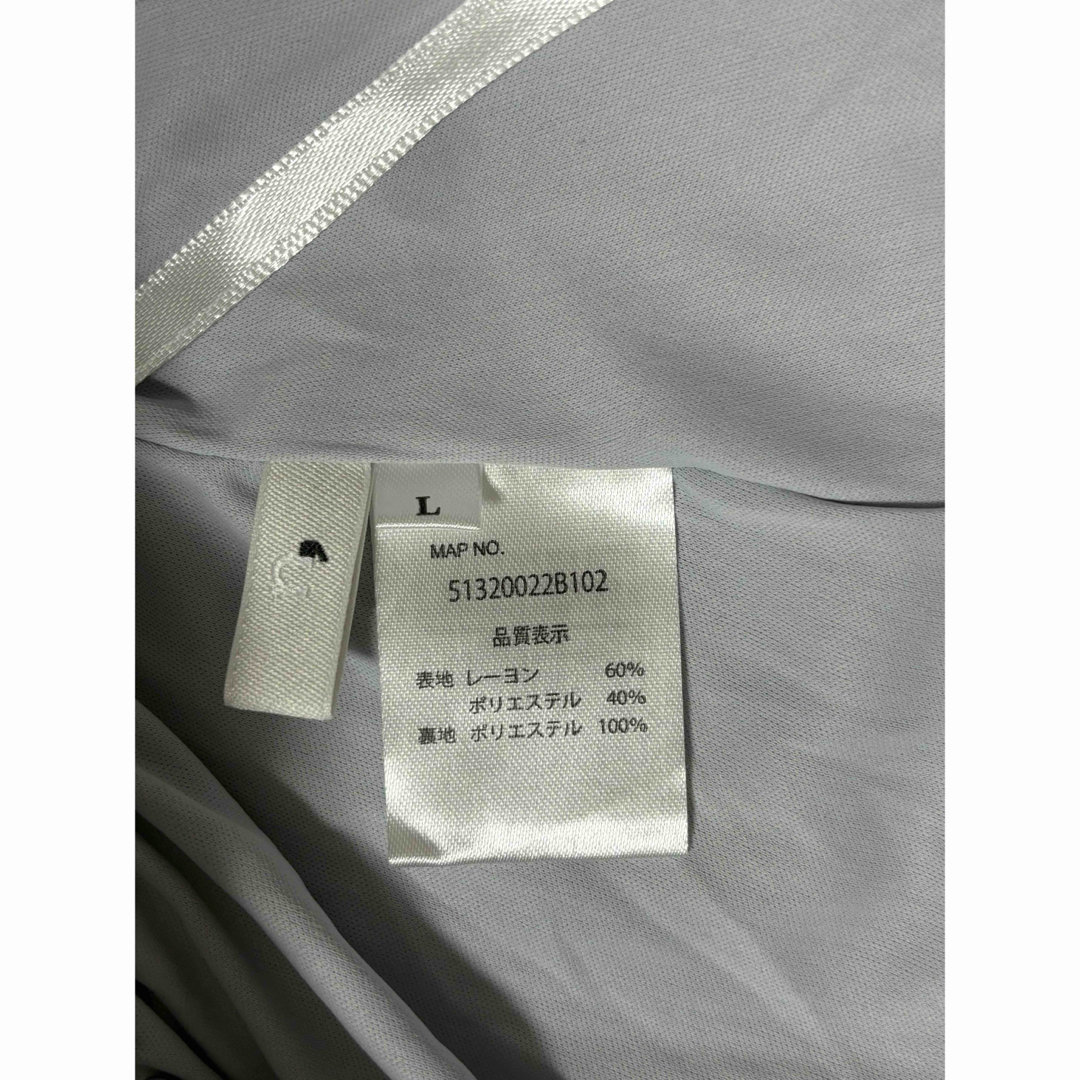 L
MAP NO.
51320022B102
品質表示
表地 レーヨン 60%
ポリエステル 40%
裏地 ポリエステル 100%